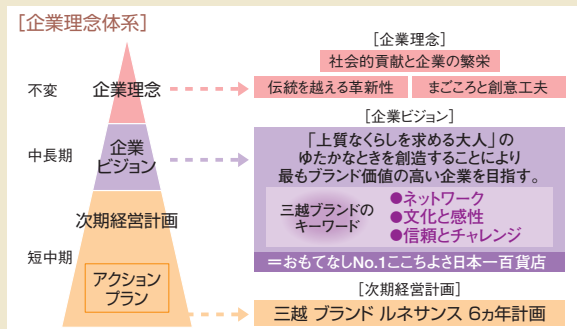 [企業理念体系]
[企業理念]
社会的貢献と企業の繁栄
不変
企業理念
伝統を越える革新性
まごころと創意工夫
[企業ビジョン]
中長期
企業
ビジョン
「上質なくらしを求める大人」の
ゆたかなときを創造することにより
最もブランド価値の高い企業を目指す。
三越ブランドの
キーワード
●ネットワーク
●文化と感性
●信頼とチャレンジ
＝おもてなしNo.1ここちよさ日本一百貨店
次期経営計画
短中期
アクション
プラン
[次期経営計画]
三越 ブランド ルネサンス 6ヵ年計画